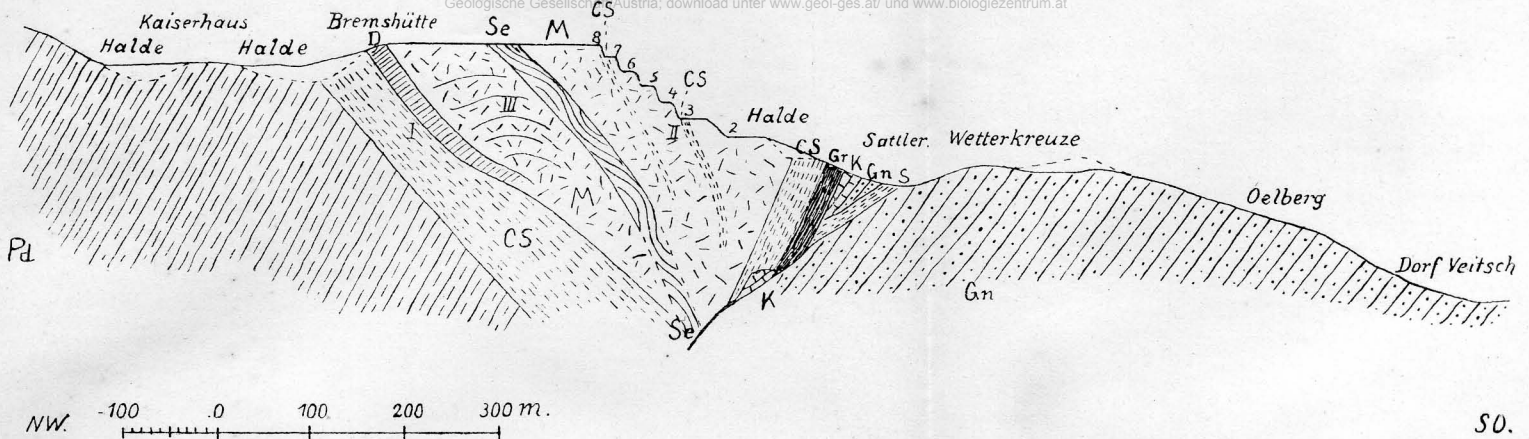 Geologische Gesellschaft Austria; download unter www.geol-ges.at/ und www.biologiezentrum.at
CS
Kaiserhaus Bremshütte
Halde Halde D Se M 8 7
6 5 CS
4 3
I III II 2 Halde
Sattler. Wetterkreuze
CS Gr K Gn S
M
Oelberg
CS
Pd
Dorf Veitsch
K Gn
Se
NW. -100 0 100 200 300 m. SO.